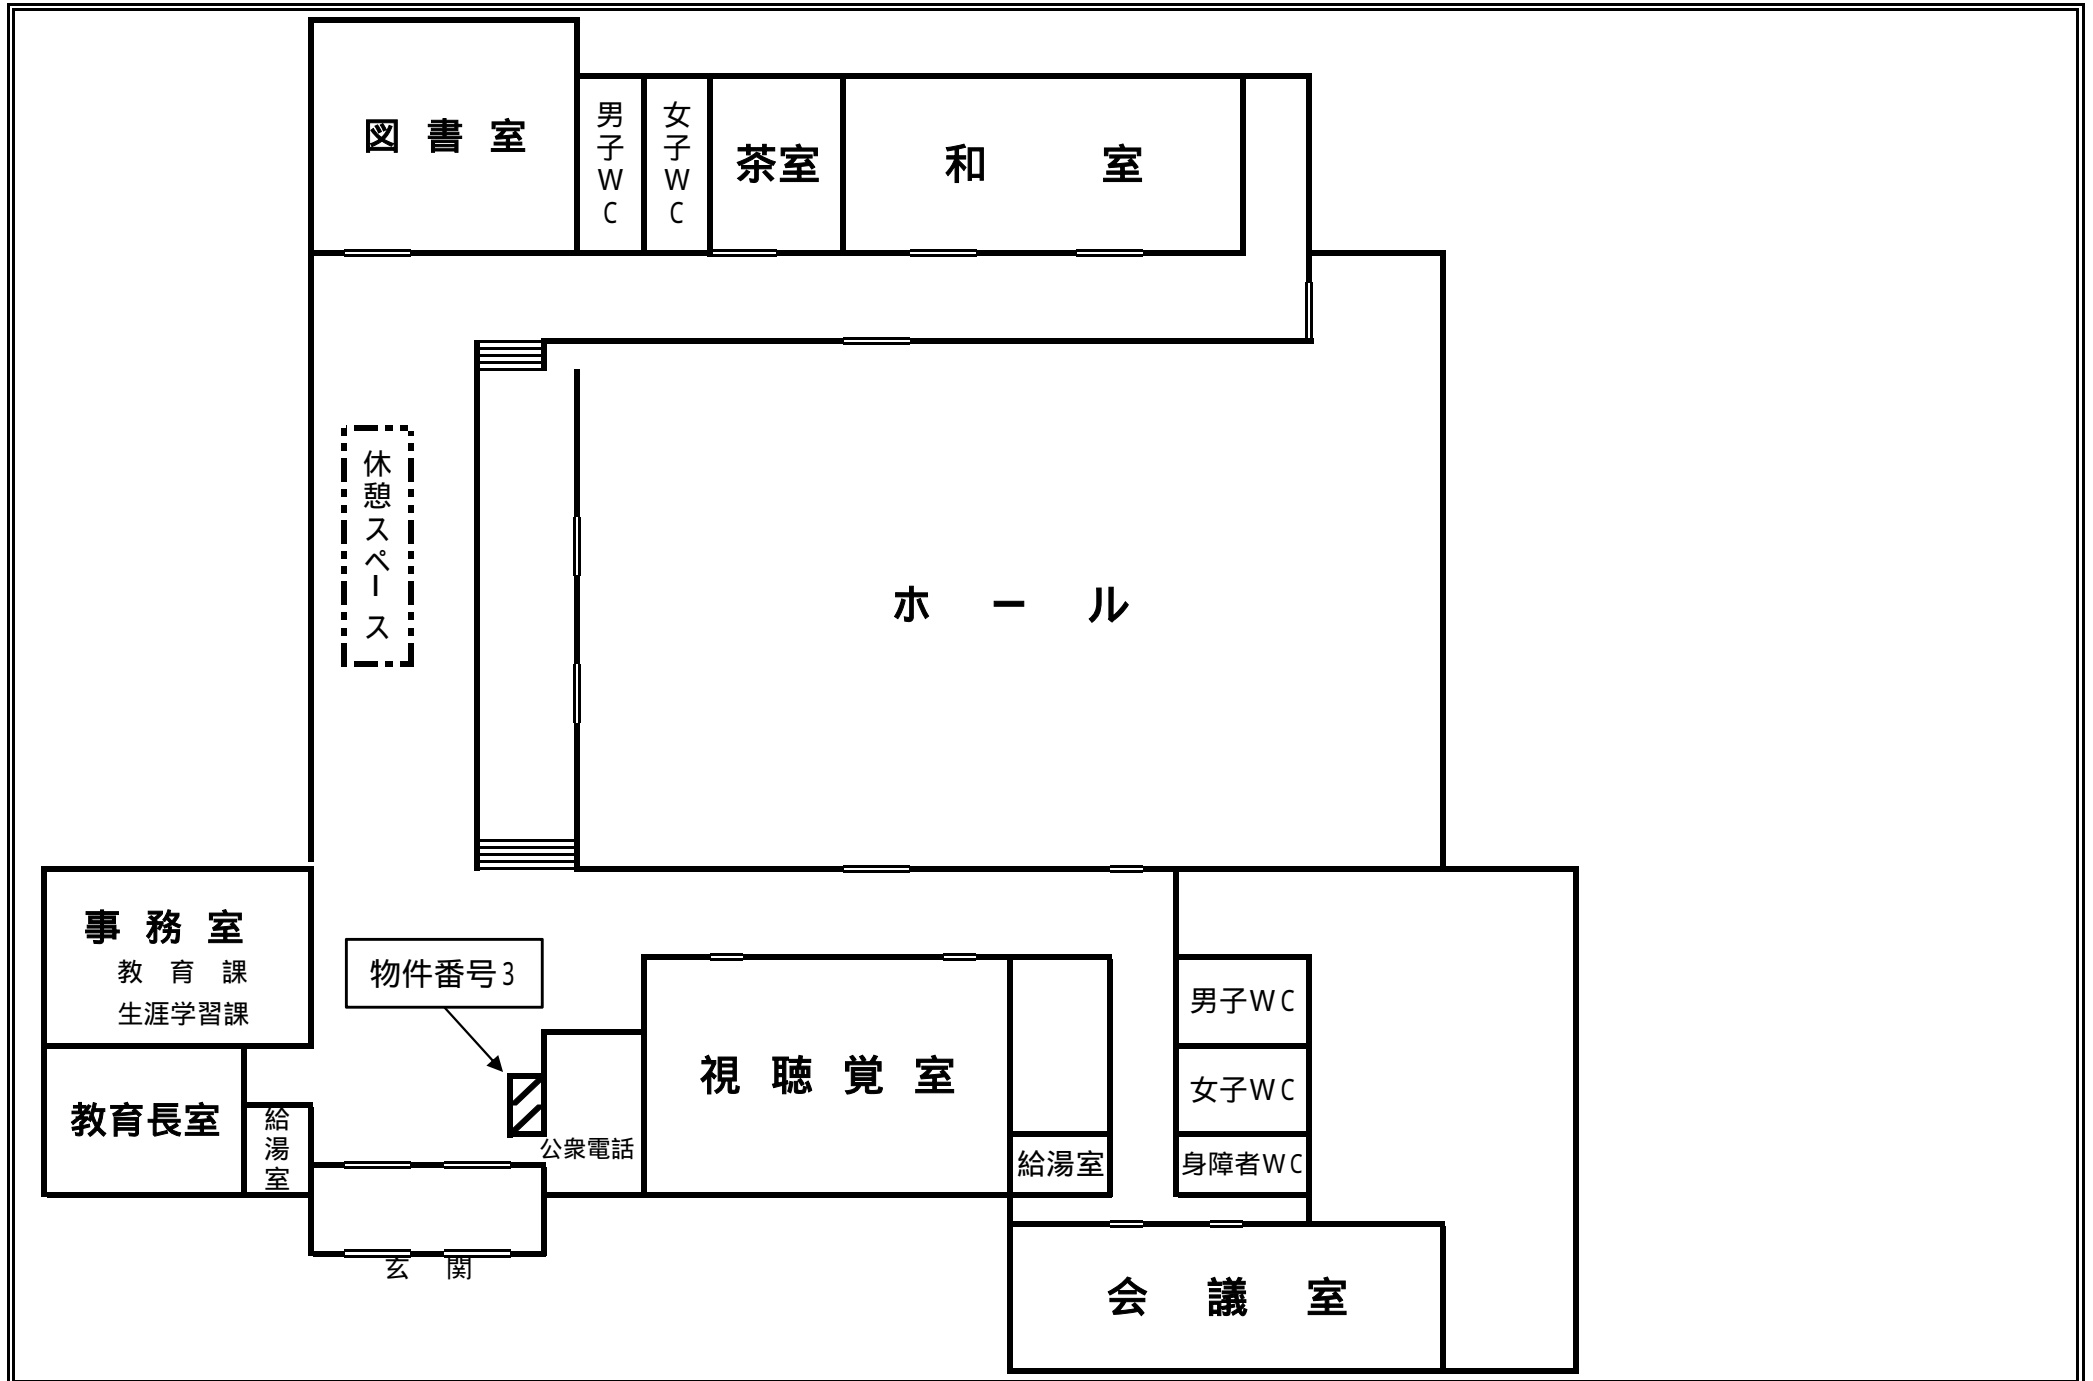 図 書 室
男子WC
女子WC
茶室
和 室
休憩スペース
ホ ー ル
事 務 室
教 育 課
生涯学習課
物件番号3
教育長室
給湯室
公衆電話
視 聴 覚 室
給湯室
男子WC
女子WC
身障者WC
玄 関
会 議 室